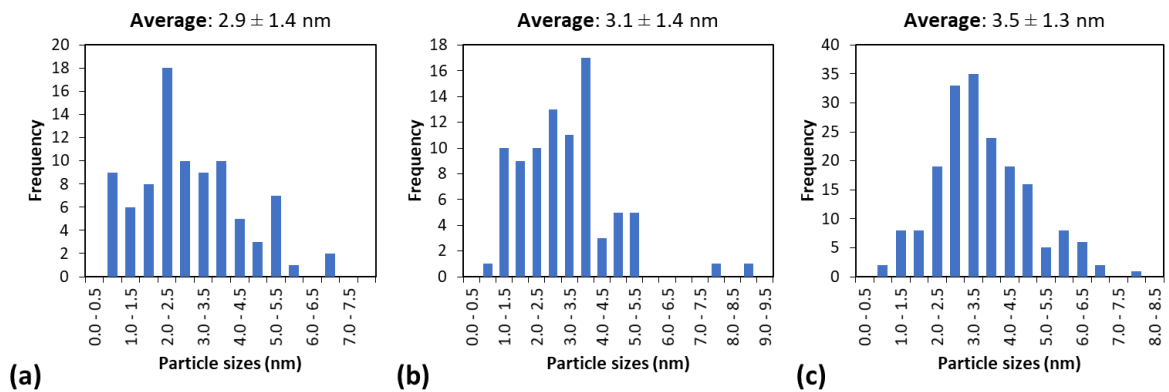 Average: 2.9 ± 1.4 nm
20
18
16
14
12
10
8
6
4
2
0
Frequency
0.0 - 0.5
1.0 - 1.5
2.0 - 2.5
3.0 - 3.5
4.0 - 4.5
5.0 - 5.5
6.0 - 6.5
7.0 - 7.5
Particle sizes (nm)
(a)
Average: 3.1 ± 1.4 nm
18
16
14
12
10
8
6
4
2
0
Frequency
0.0 - 0.5
1.0 - 1.5
2.0 - 2.5
3.0 - 3.5
4.0 - 4.5
5.0 - 5.5
6.0 - 6.5
7.0 - 7.5
8.0 - 8.5
9.0 - 9.5
Particle sizes (nm)
(b)
Average: 3.5 ± 1.3 nm
40
35
30
25
20
15
10
5
0
Frequency
0.0 - 0.5
1.0 - 1.5
2.0 - 2.5
3.0 - 3.5
4.0 - 4.5
5.0 - 5.5
6.0 - 6.5
7.0 - 7.5
8.0 - 8.5
Particle sizes (nm)
(c)